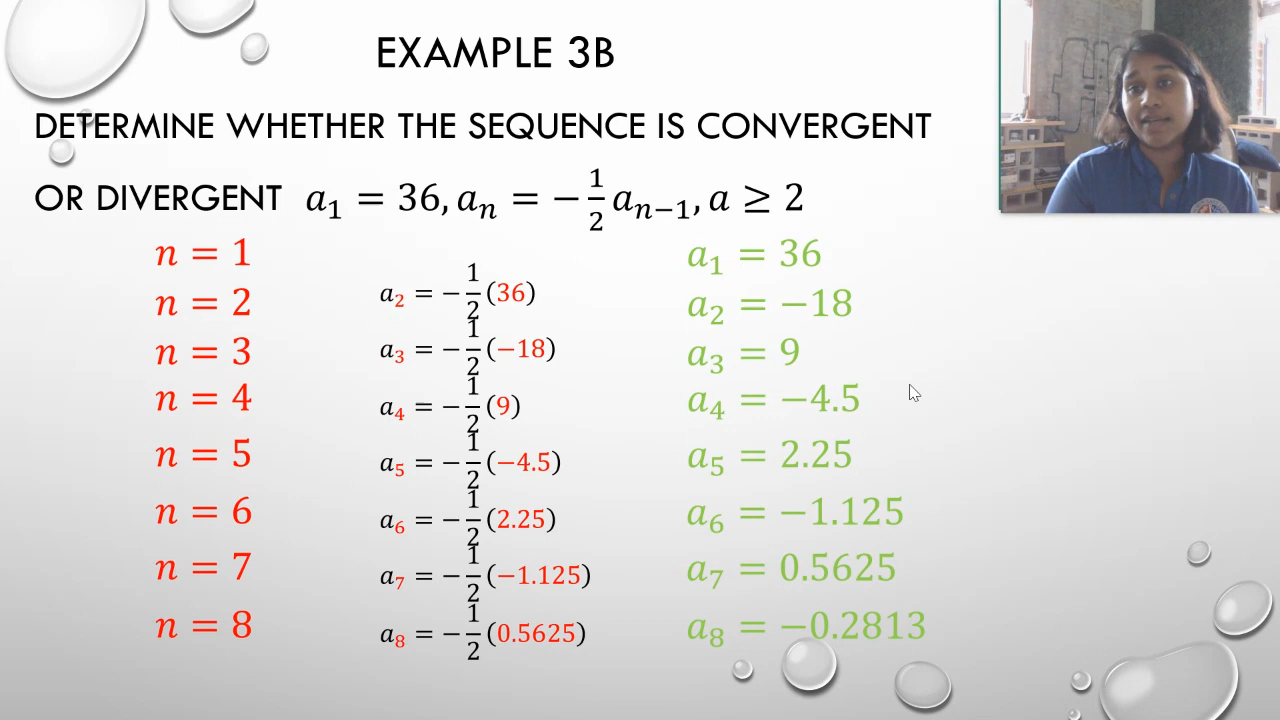 EXAMPLE 3B
DETERMINE WHETHER THE SEQUENCE IS CONVERGENT
OR DIVERGENT a₁ = 36, aₙ = −½ aₙ₋₁, a ≥ 2
n = 1
n = 2
n = 3
n = 4
n = 5
n = 6
n = 7
n = 8
a₂ = −½(36)
a₃ = −½(−18)
a₄ = −½(9)
a₅ = −½(−4.5)
a₆ = −½(2.25)
a₇ = −½(−1.125)
a₈ = −½(0.5625)
a₁ = 36
a₂ = −18
a₃ = 9
a₄ = −4.5
a₅ = 2.25
a₆ = −1.125
a₇ = 0.5625
a₈ = −0.2813